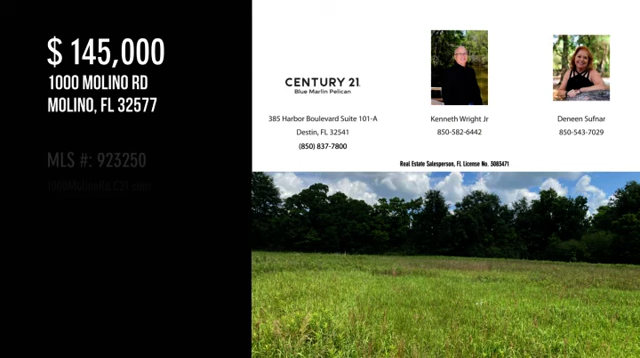 $ 145,000
1000 MOLINO RD
MOLINO, FL 32577
MLS #: 923250
CENTURY 21
Blue Marlin Pelican
385 Harbor Boulevard Suite 101-A
Destin, FL 32541
(850) 837-7800
Kenneth Wright Jr
850-582-6442
Deneen Sufnar
850-543-7029
Real Estate Salesperson, FL License No. 3083471